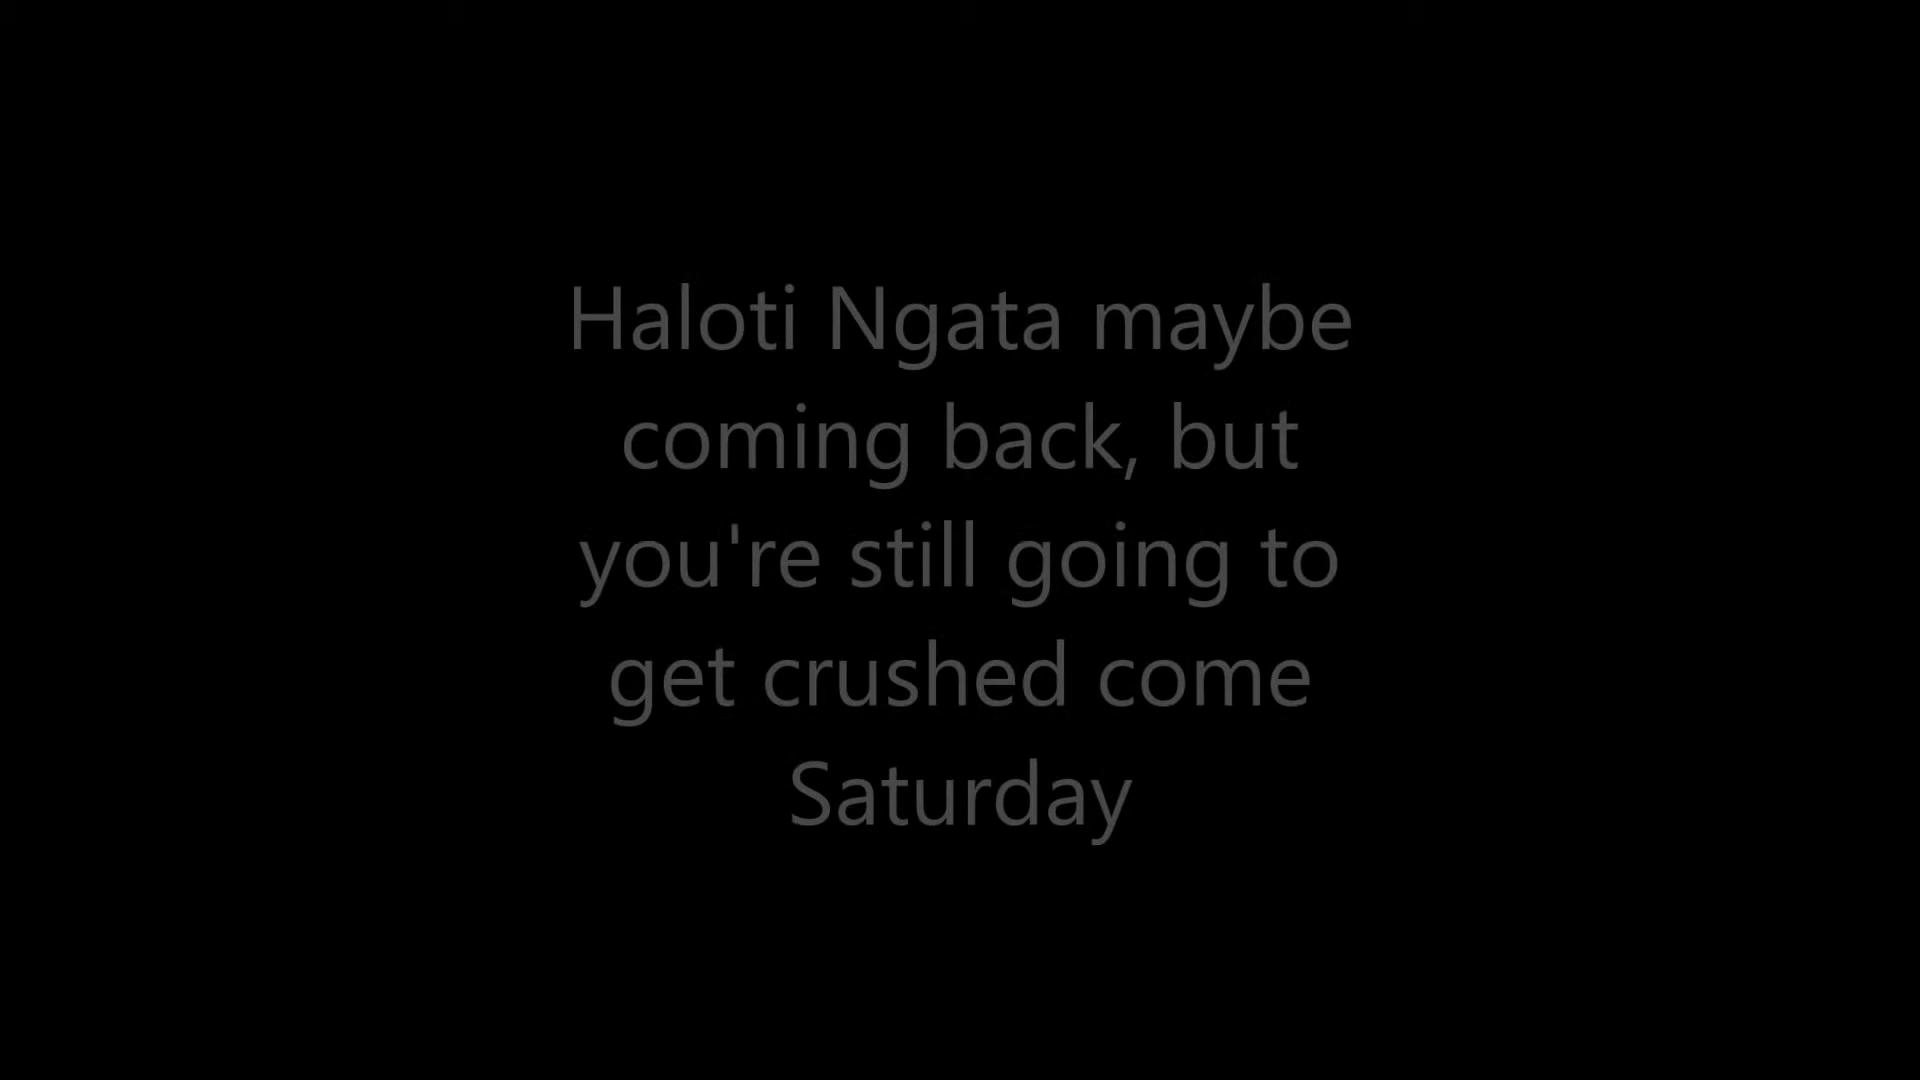 Haloti Ngata maybe
coming back, but
you're still going to
get crushed come
Saturday